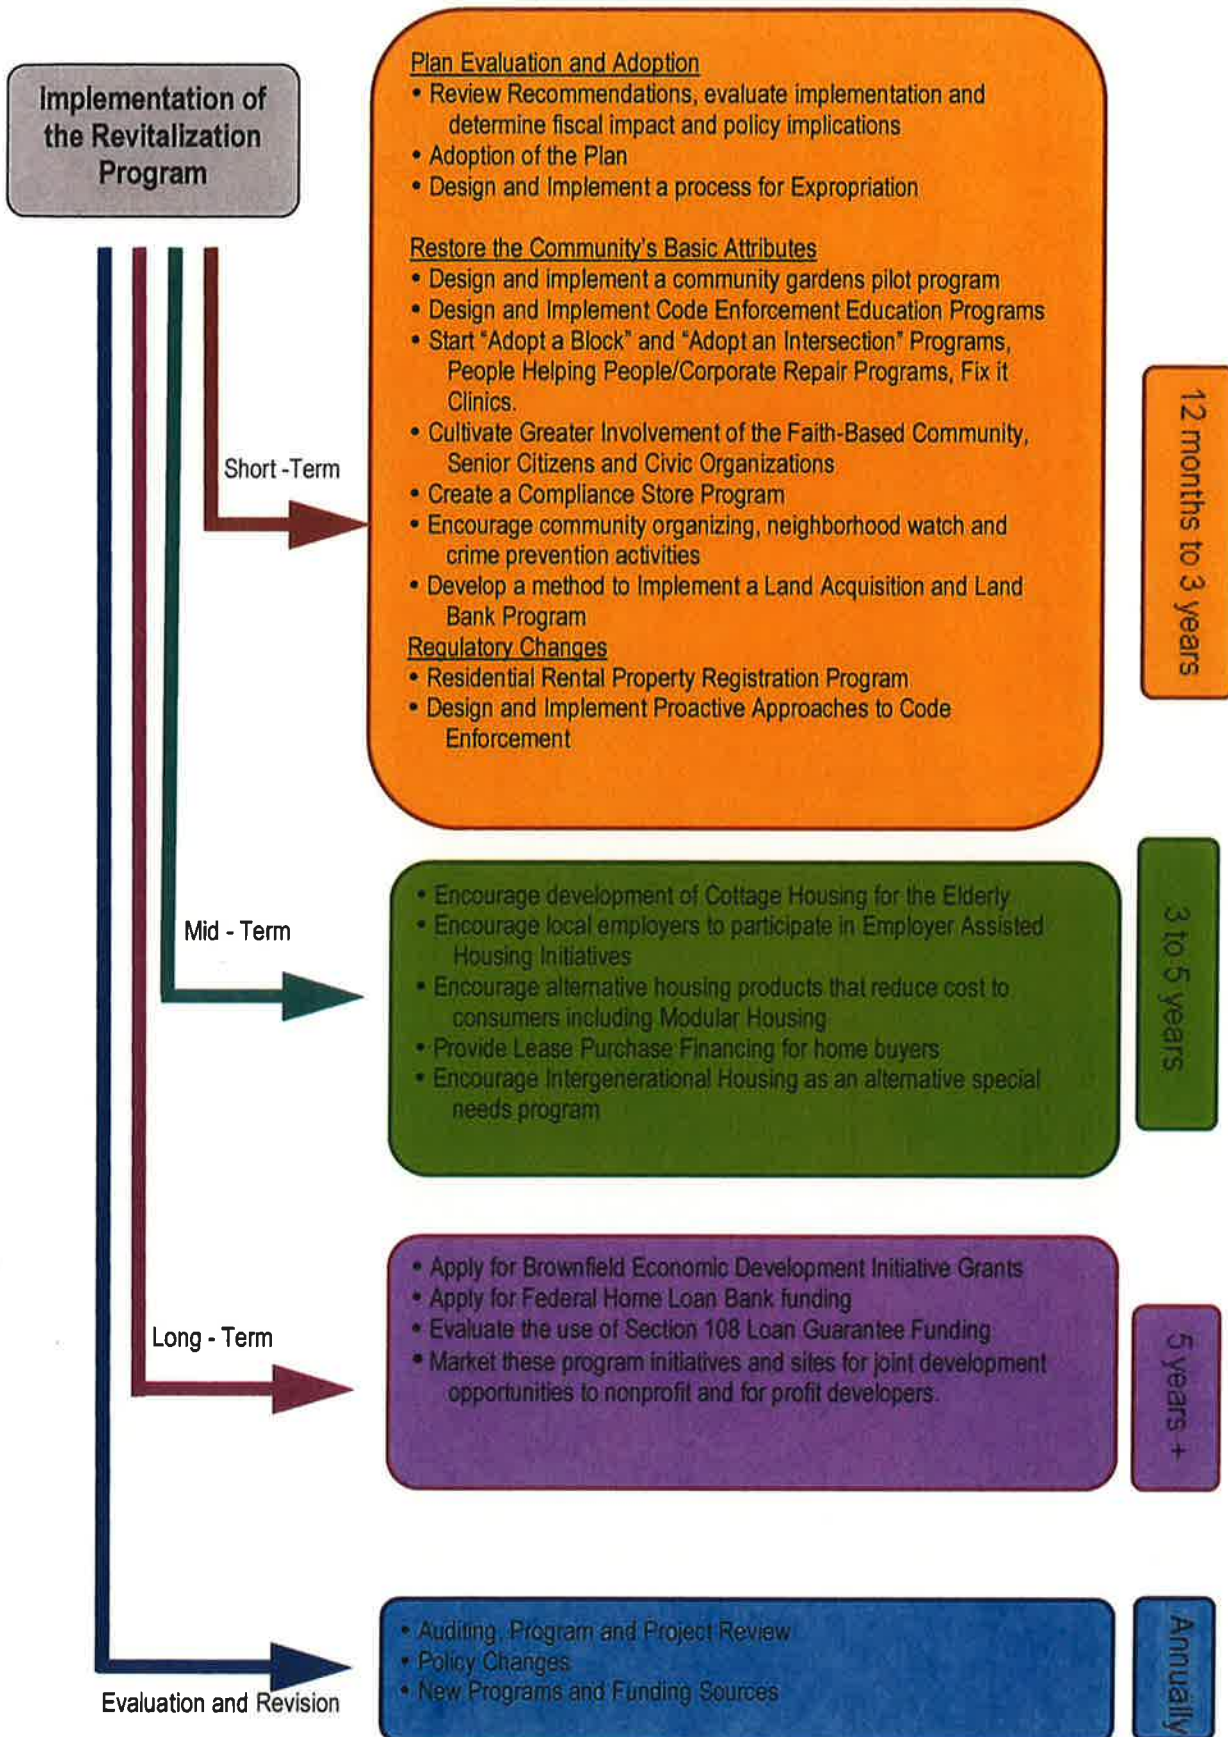 Implementation of
the Revitalization
Program
Plan Evaluation and Adoption
• Review Recommendations, evaluate implementation and
determine fiscal impact and policy implications
• Adoption of the Plan
• Design and Implement a process for Expropriation
Restore the Community's Basic Attributes
• Design and implement a community gardens pilot program
• Design and Implement Code Enforcement Education Programs
• Start "Adopt a Block" and "Adopt an Intersection" Programs,
People Helping People/Corporate Repair Programs, Fix it
Clinics.
• Cultivate Greater Involvement of the Faith-Based Community,
Senior Citizens and Civic Organizations
• Create a Compliance Store Program
• Encourage community organizing, neighborhood watch and
crime prevention activities
• Develop a method to Implement a Land Acquisition and Land
Bank Program
Regulatory Changes
• Residential Rental Property Registration Program
• Design and Implement Proactive Approaches to Code
Enforcement
Short -Term
12 months to 3 years
Mid - Term
• Encourage development of Cottage Housing for the Elderly
• Encourage local employers to participate in Employer Assisted
Housing Initiatives
• Encourage alternative housing products that reduce cost to
consumers including Modular Housing
• Provide Lease Purchase Financing for home buyers
• Encourage Intergenerational Housing as an alternative special
needs program
3 to 5 years
Long - Term
• Apply for Brownfield Economic Development Initiative Grants
• Apply for Federal Home Loan Bank funding
• Evaluate the use of Section 108 Loan Guarantee Funding
• Market these program initiatives and sites for joint development
opportunities to nonprofit and for profit developers.
5 years +
Evaluation and Revision
• Auditing, Program and Project Review
• Policy Changes
• New Programs and Funding Sources
Annually